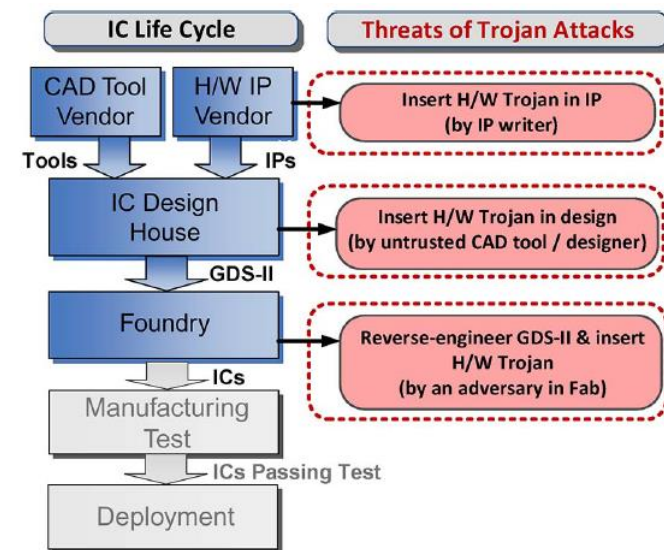 IC Life Cycle
Threats of Trojan Attacks
CAD Tool
Vendor
H/W IP
Vendor
Insert H/W Trojan in IP
(by IP writer)
Tools
IPs
IC Design
House
Insert H/W Trojan in design
(by untrusted CAD tool / designer)
GDS-II
Foundry
Reverse-engineer GDS-II & insert
H/W Trojan
(by an adversary in Fab)
ICs
Manufacturing
Test
ICs Passing Test
Deployment